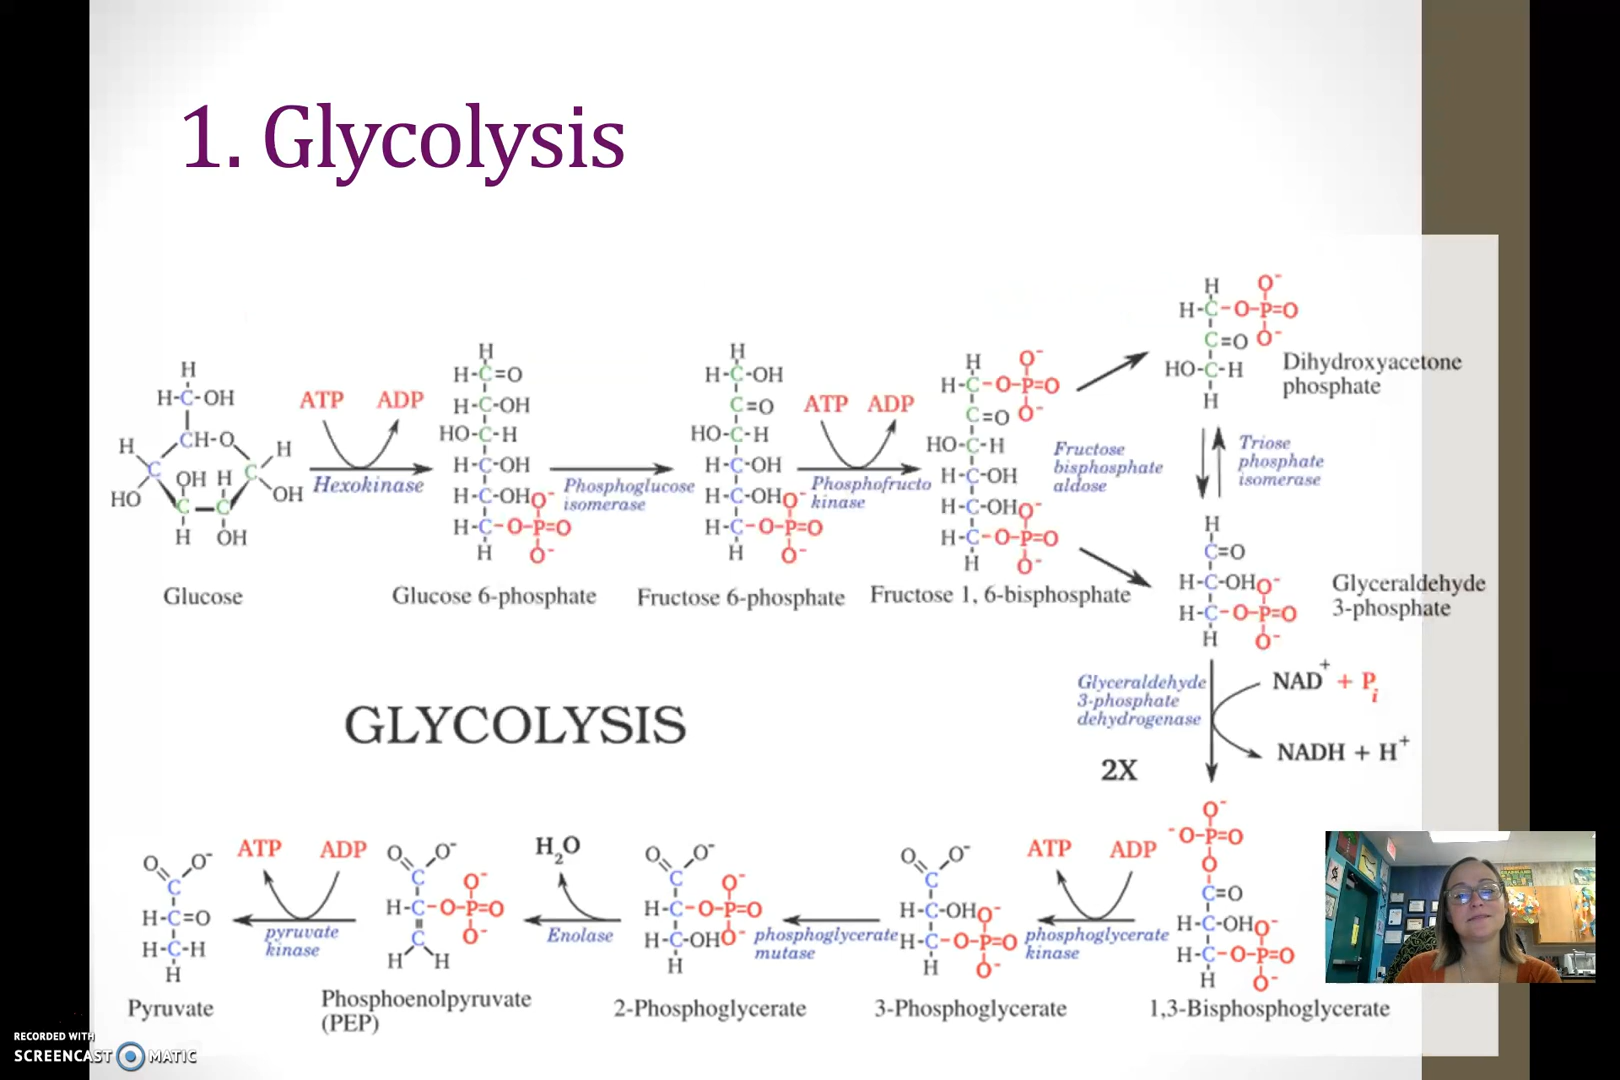 1. Glycolysis
ATP ADP
Hexokinase
Glucose
Glucose 6-phosphate
Phosphoglucose
isomerase
Fructose 6-phosphate
ATP ADP
Phosphofructo
kinase
Fructose 1, 6-bisphosphate
Fructose
bisphosphate
aldose
Dihydroxyacetone
phosphate
Triose
phosphate
isomerase
Glyceraldehyde
3-phosphate
Glyceraldehyde
3-phosphate
dehydrogenase
NAD+ + Pi
NADH + H+
2X
GLYCOLYSIS
1,3-Bisphosphoglycerate
ATP ADP
phosphoglycerate
kinase
3-Phosphoglycerate
phosphoglycerate
mutase
2-Phosphoglycerate
H2O
Enolase
Phosphoenolpyruvate
(PEP)
ATP ADP
pyruvate
kinase
Pyruvate
RECORDED WITH
SCREENCAST MATIC